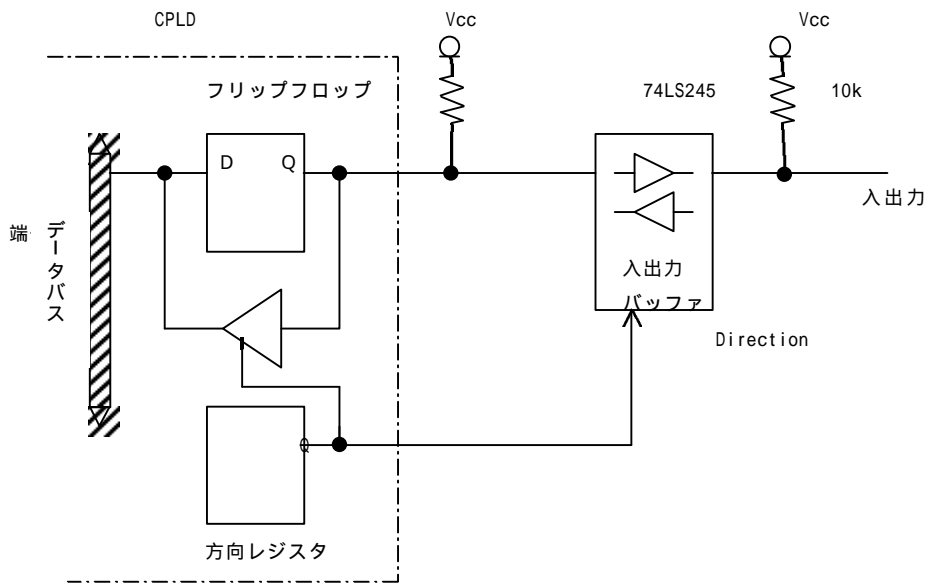 CPLD
Vcc
Vcc
フリップフロップ
74LS245
10k
D
Q
入出力
端
データバス
入出力
バッファ
Direction
Q
方向レジスタ